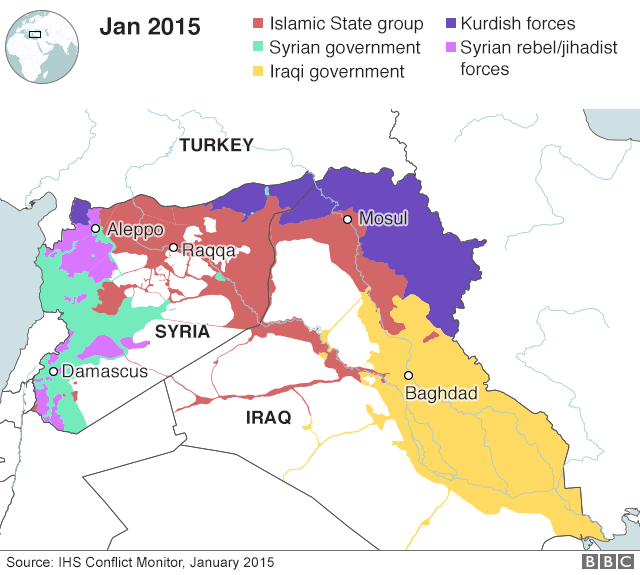 Jan 2015
Islamic State group
Syrian government
Iraqi government
Kurdish forces
Syrian rebel/jihadist
forces
TURKEY
Mosul
Aleppo
Raqqa
SYRIA
Damascus
Baghdad
IRAQ
Source: IHS Conflict Monitor, January 2015
BBC